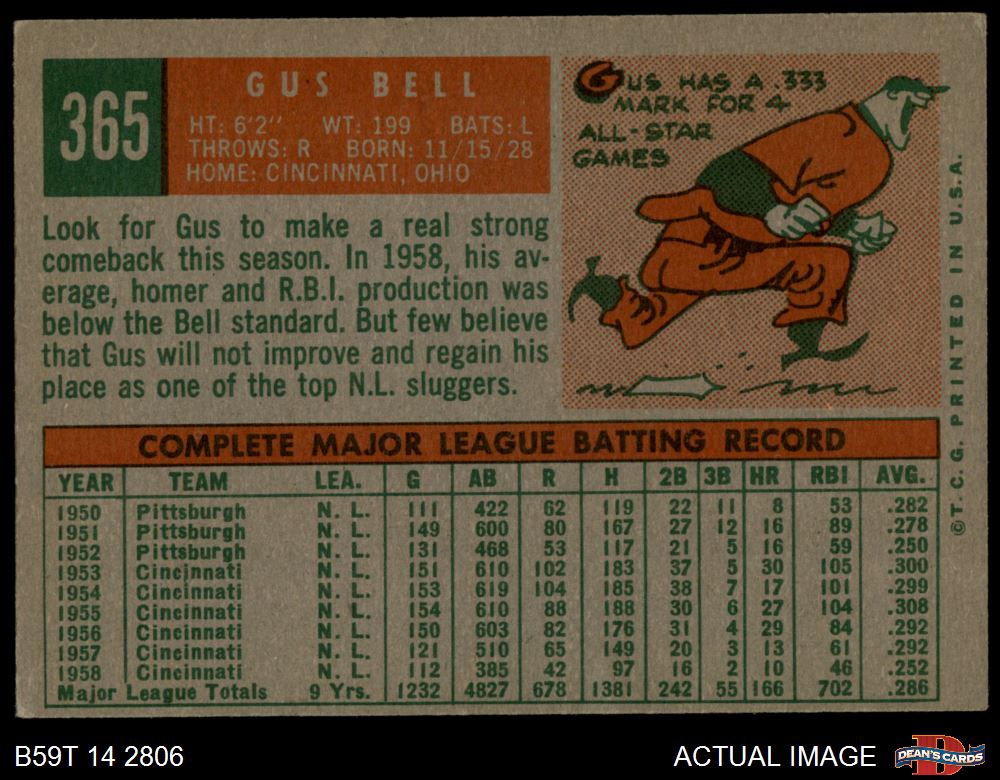 365
GUS BELL
HT: 6'2" WT: 199 BATS: L
THROWS: R BORN: 11/15/28
HOME: CINCINNATI, OHIO
GUS HAS A .333
MARK FOR 4
ALL-STAR
GAMES
Look for Gus to make a real strong
comeback this season. In 1958, his av-
erage, homer and R.B.I. production was
below the Bell standard. But few believe
that Gus will not improve and regain his
place as one of the top N.L. sluggers.
COMPLETE MAJOR LEAGUE BATTING RECORD
YEAR TEAM LEA. G AB R H 2B 3B HR RBI AVG.
1950 Pittsburgh N. L. 111 422 62 119 22 11 8 53 .282
1951 Pittsburgh N. L. 149 600 80 167 27 12 16 89 .278
1952 Pittsburgh N. L. 131 468 53 117 21 5 16 59 .250
1953 Cincinnati N. L. 151 610 102 183 37 5 30 105 .300
1954 Cincinnati N. L. 153 619 104 185 38 7 17 101 .299
1955 Cincinnati N. L. 154 610 88 188 30 6 27 104 .308
1956 Cincinnati N. L. 150 603 82 176 31 4 29 84 .292
1957 Cincinnati N. L. 121 510 65 149 20 3 13 61 .292
1958 Cincinnati N. L. 112 385 42 97 16 2 10 46 .252
Major League Totals 9 Yrs. 1232 4827 678 1381 242 55 166 702 .286
©T. C. G. PRINTED IN U.S.A.
B59T 14 2806
ACTUAL IMAGE
D
DEAN'S CARDS